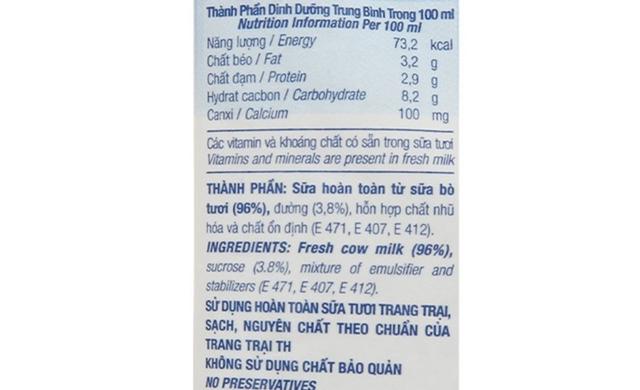 Thành Phần Dinh Dưỡng Trung Bình Trong 100 ml
Nutrition Information Per 100 ml
Năng lượng / Energy 73,2 kcal
Chất béo / Fat 3,2 g
Chất đạm / Protein 2,9 g
Hydrat cacbon / Carbohydrate 8,2 g
Canxi / Calcium 100 mg
Các vitamin và khoáng chất có sẵn trong sữa tươi
Vitamins and minerals are present in fresh milk
THÀNH PHẦN: Sữa hoàn toàn từ sữa bò
tươi (96%), đường (3,8%), hỗn hợp chất nhũ
hóa và chất ổn định (E 471, E 407, E 412).
INGREDIENTS: Fresh cow milk (96%),
sucrose (3.8%), mixture of emulsifier and
stabilizers (E 471, E 407, E 412).
SỬ DỤNG HOÀN TOÀN SỮA TƯƠI TRANG TRẠI,
SẠCH, NGUYÊN CHẤT THEO CHUẨN CỦA
TRANG TRẠI TH
KHÔNG SỬ DỤNG CHẤT BẢO QUẢN
NO PRESERVATIVES